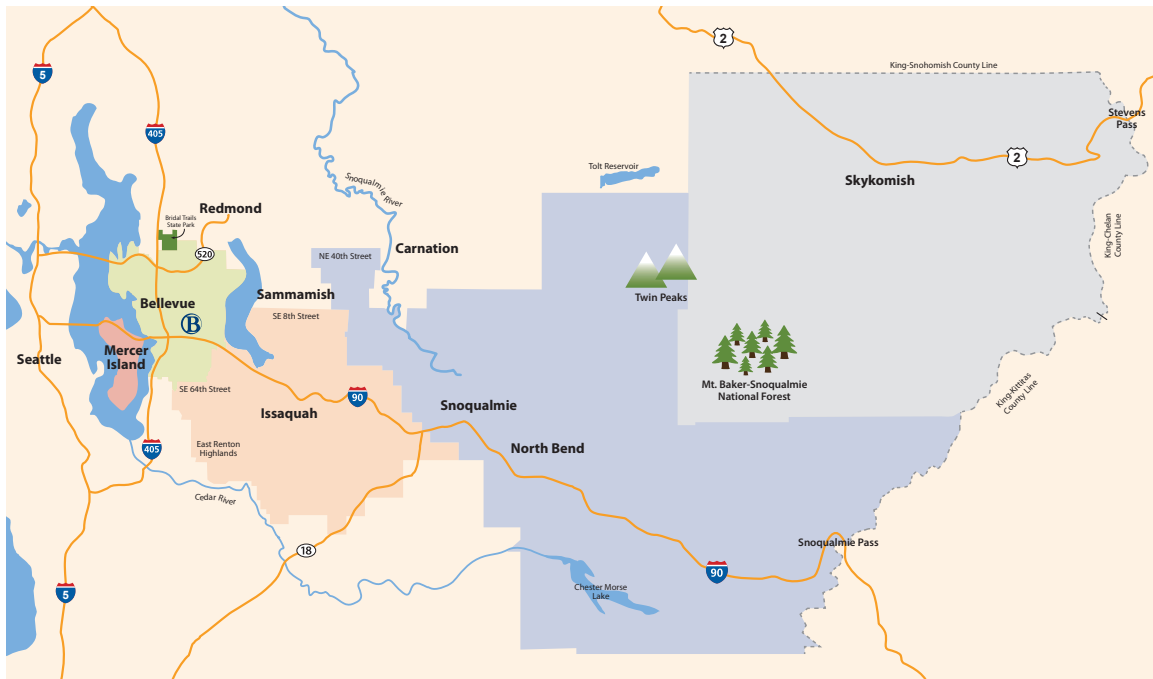 2
King-Snohomish County Line
5
Stevens
Pass
405
2
Tolt Reservoir
Skykomish
Snoqualmie River
Redmond
Bridal Trails
State Park
King-Chelan
County Line
Carnation
520
NE 40th Street
Sammamish
Twin Peaks
Bellevue
SE 8th Street
B
Mercer
Island
Seattle
Mt. Baker-Snoqualmie
National Forest
SE 64th Street
King-Kittitas
County Line
90
Issaquah
Snoqualmie
405
East Renton
Highlands
North Bend
Cedar River
Snoqualmie Pass
18
90
5
Chester Morse
Lake